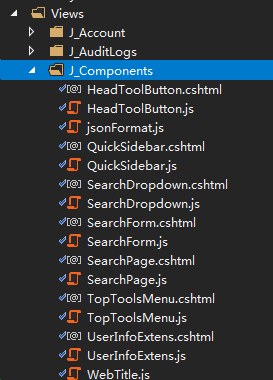 Views
J_Account
J_AuditLogs
J_Components
HeadToolButton.cshtml
HeadToolButton.js
jsonFormat.js
QuickSidebar.cshtml
QuickSidebar.js
SearchDropdown.cshtml
SearchDropdown.js
SearchForm.cshtml
SearchForm.js
SearchPage.cshtml
SearchPage.js
TopToolsMenu.cshtml
TopToolsMenu.js
UserInfoExtens.cshtml
UserInfoExtens.js
WebTitle.js